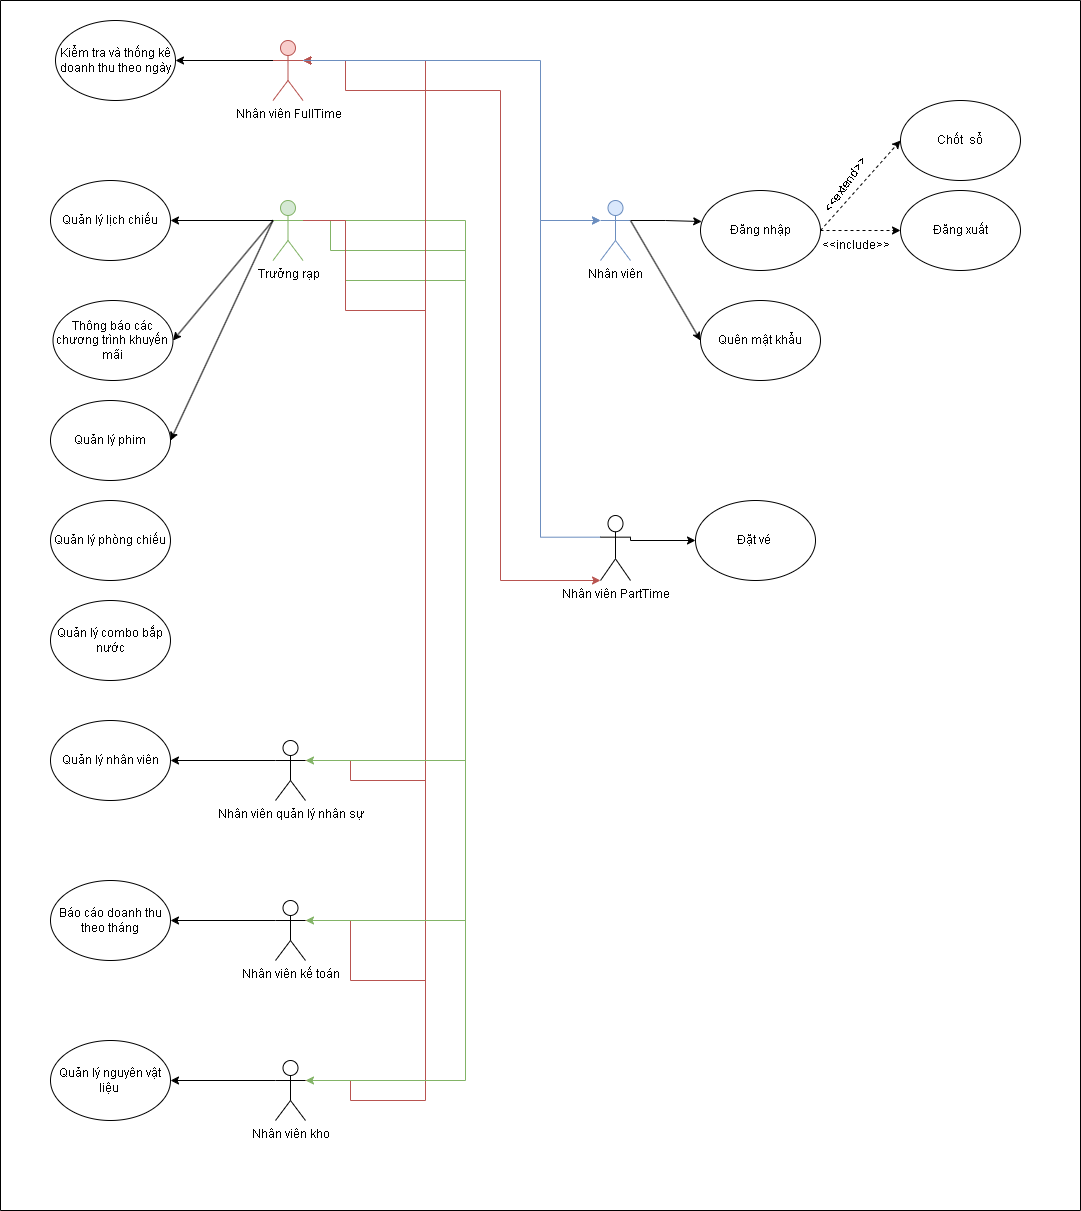 Kiểm tra và thống kê
doanh thu theo ngày
Nhân viên FullTime
Chốt sổ
<<extend>>
Quản lý lịch chiếu
Trưởng rạp
Nhân viên
Đăng nhập
<<include>>
Đăng xuất
Thông báo các
chương trình khuyến
mãi
Quên mật khẩu
Quản lý phim
Quản lý phòng chiếu
Nhân viên PartTime
Đặt vé
Quản lý combo bắp
nước
Quản lý nhân viên
Nhân viên quản lý nhân sự
Báo cáo doanh thu
theo tháng
Nhân viên kế toán
Quản lý nguyên vật
liệu
Nhân viên kho